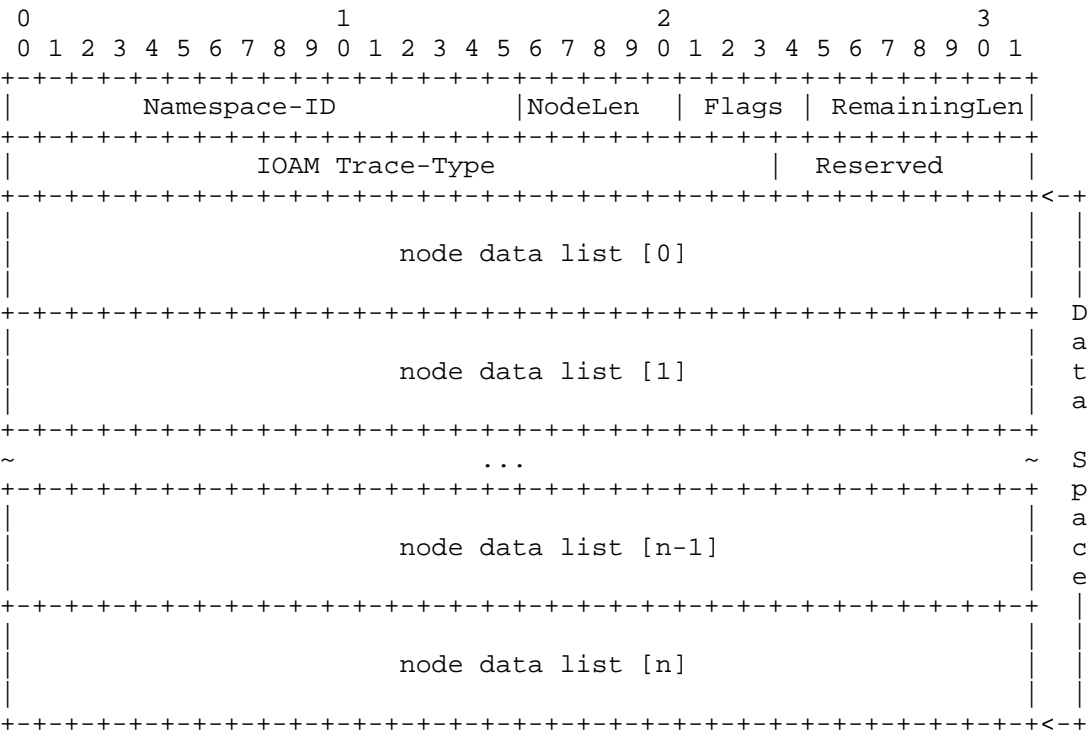 0                   1                   2                   3
0 1 2 3 4 5 6 7 8 9 0 1 2 3 4 5 6 7 8 9 0 1 2 3 4 5 6 7 8 9 0 1
+-+-+-+-+-+-+-+-+-+-+-+-+-+-+-+-+-+-+-+-+-+-+-+-+-+-+-+-+-+-+-+-+
|        Namespace-ID           |NodeLen  | Flags | RemainingLen|
+-+-+-+-+-+-+-+-+-+-+-+-+-+-+-+-+-+-+-+-+-+-+-+-+-+-+-+-+-+-+-+-+
|               IOAM Trace-Type                 |  Reserved     |
+-+-+-+-+-+-+-+-+-+-+-+-+-+-+-+-+-+-+-+-+-+-+-+-+-+-+-+-+-+-+-+-+<-+
|                                                               |  |
|                        node data list [0]                     |  |
|                                                               |  |
+-+-+-+-+-+-+-+-+-+-+-+-+-+-+-+-+-+-+-+-+-+-+-+-+-+-+-+-+-+-+-+-+  D
|                                                               |  a
|                        node data list [1]                     |  t
|                                                               |  a
+-+-+-+-+-+-+-+-+-+-+-+-+-+-+-+-+-+-+-+-+-+-+-+-+-+-+-+-+-+-+-+-+
~                             ...                               ~  S
+-+-+-+-+-+-+-+-+-+-+-+-+-+-+-+-+-+-+-+-+-+-+-+-+-+-+-+-+-+-+-+-+  p
|                                                               |  a
|                        node data list [n-1]                   |  c
|                                                               |  e
+-+-+-+-+-+-+-+-+-+-+-+-+-+-+-+-+-+-+-+-+-+-+-+-+-+-+-+-+-+-+-+-+  |
|                                                               |  |
|                        node data list [n]                     |  |
|                                                               |  |
+-+-+-+-+-+-+-+-+-+-+-+-+-+-+-+-+-+-+-+-+-+-+-+-+-+-+-+-+-+-+-+-+<-+